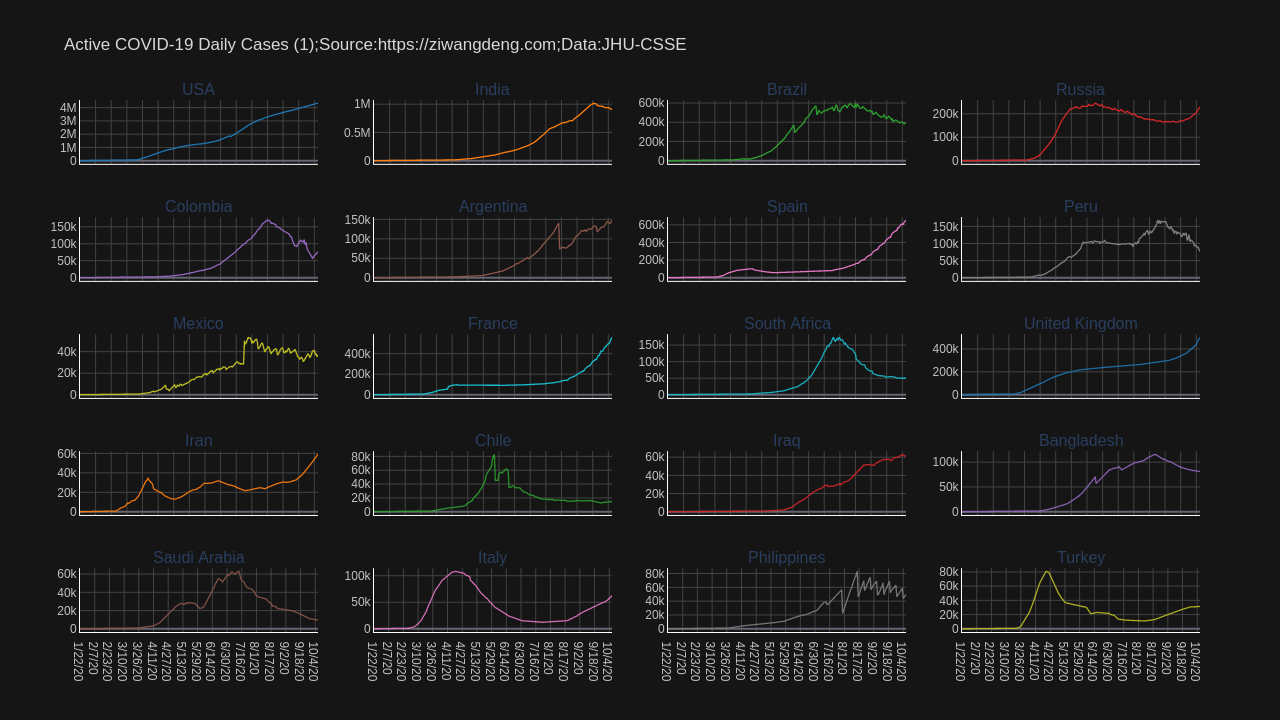 Active COVID-19 Daily Cases (1);Source:https://ziwangdeng.com;Data:JHU-CSSE
USA
4M
3M
2M
1M
0
India
1M
0.5M
0
Brazil
600k
400k
200k
0
Russia
200k
100k
0
Colombia
150k
100k
50k
0
Argentina
150k
100k
50k
0
Spain
600k
400k
200k
0
Peru
150k
100k
50k
0
Mexico
40k
20k
0
France
400k
200k
0
South Africa
150k
100k
50k
0
United Kingdom
400k
200k
0
Iran
60k
40k
20k
0
Chile
80k
60k
40k
20k
0
Iraq
60k
40k
20k
0
Bangladesh
100k
50k
0
Saudi Arabia
60k
40k
20k
0
1/22/20
2/7/20
2/23/20
3/10/20
3/26/20
4/11/20
4/27/20
5/13/20
5/29/20
6/14/20
6/30/20
7/16/20
8/1/20
8/17/20
9/2/20
9/18/20
10/4/20
Italy
100k
50k
0
1/22/20
2/7/20
2/23/20
3/10/20
3/26/20
4/11/20
4/27/20
5/13/20
5/29/20
6/14/20
6/30/20
7/16/20
8/1/20
8/17/20
9/2/20
9/18/20
10/4/20
Philippines
80k
60k
40k
20k
0
1/22/20
2/7/20
2/23/20
3/10/20
3/26/20
4/11/20
4/27/20
5/13/20
5/29/20
6/14/20
6/30/20
7/16/20
8/1/20
8/17/20
9/2/20
9/18/20
10/4/20
Turkey
80k
60k
40k
20k
0
1/22/20
2/7/20
2/23/20
3/10/20
3/26/20
4/11/20
4/27/20
5/13/20
5/29/20
6/14/20
6/30/20
7/16/20
8/1/20
8/17/20
9/2/20
9/18/20
10/4/20